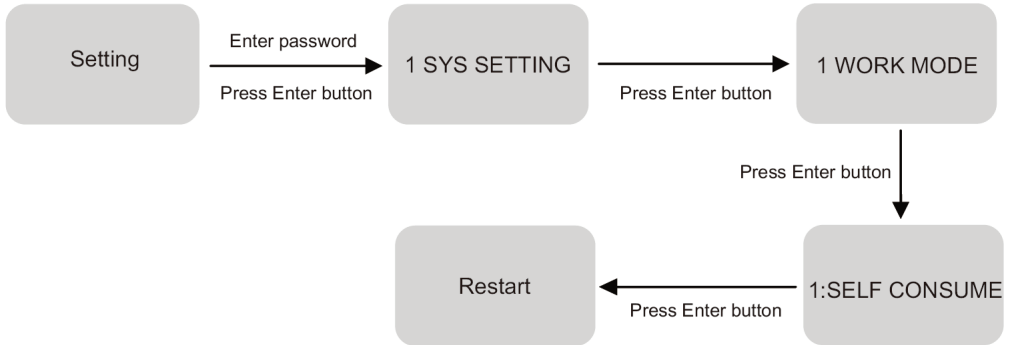 Setting
Enter password
Press Enter button
1 SYS SETTING
Press Enter button
1 WORK MODE
Press Enter button
1:SELF CONSUME
Press Enter button
Restart